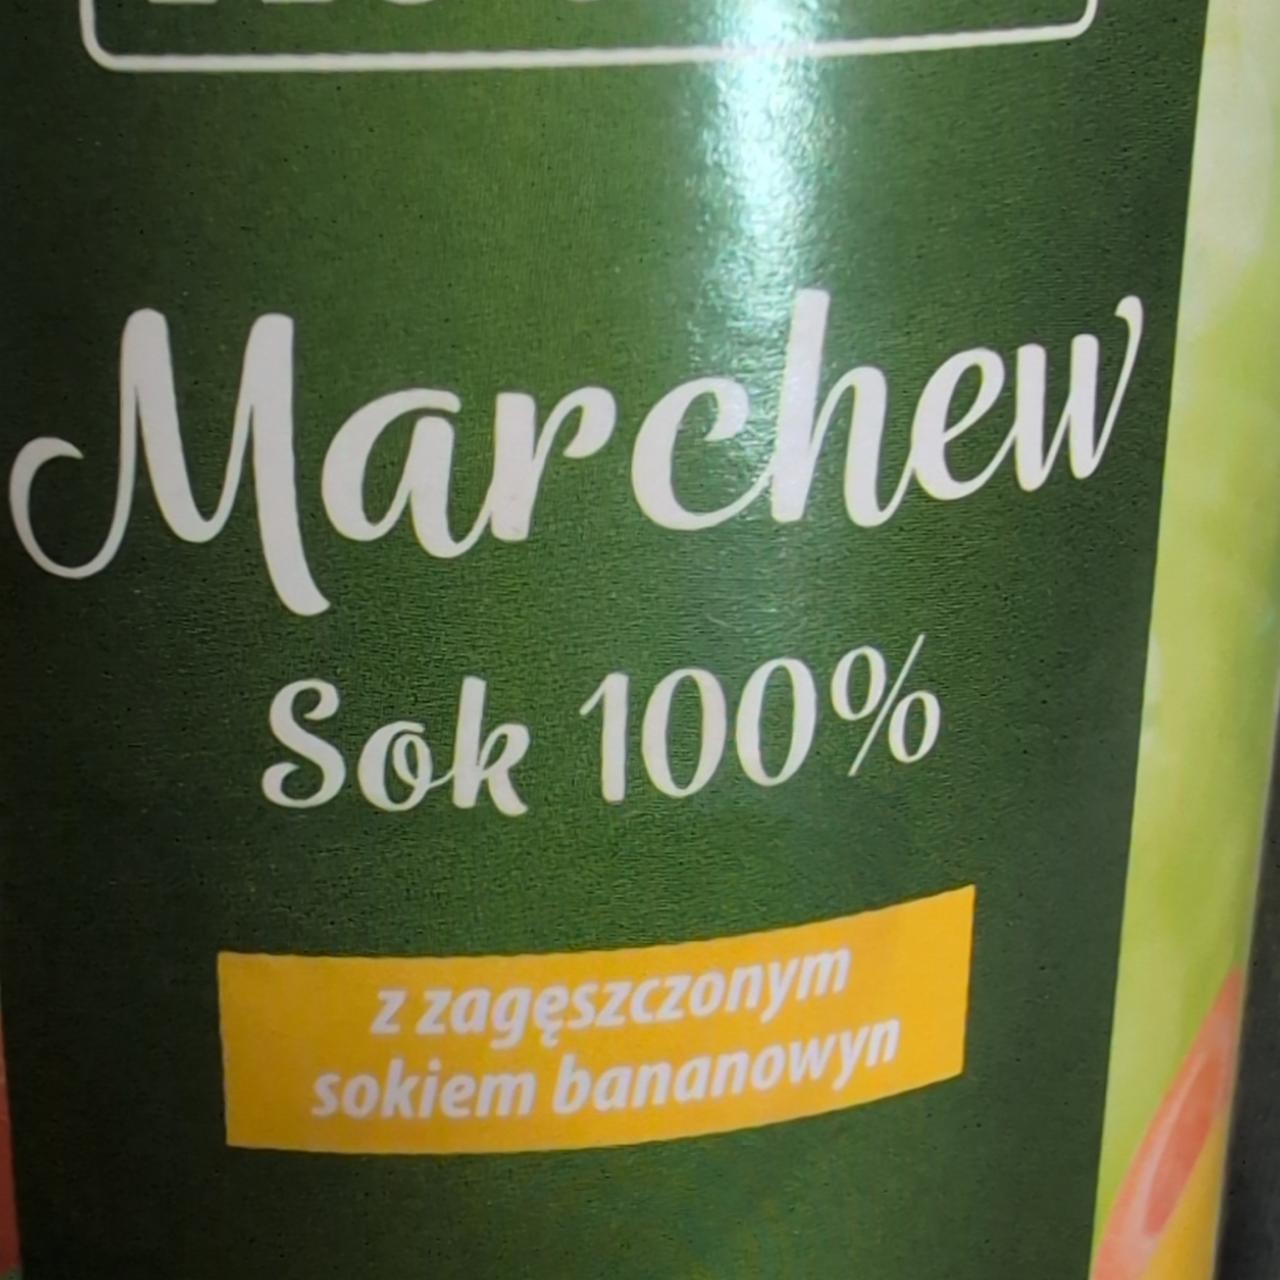 Marchew
Sok 100%
z zagęszczonym
sokiem bananowyn